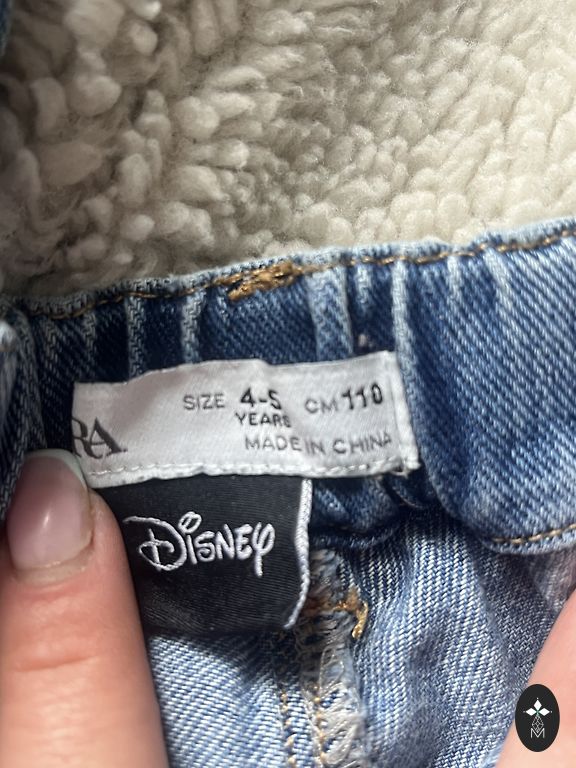 SIZE 4-5 CM 110
YEARS
RA MADE IN CHINA
Disney